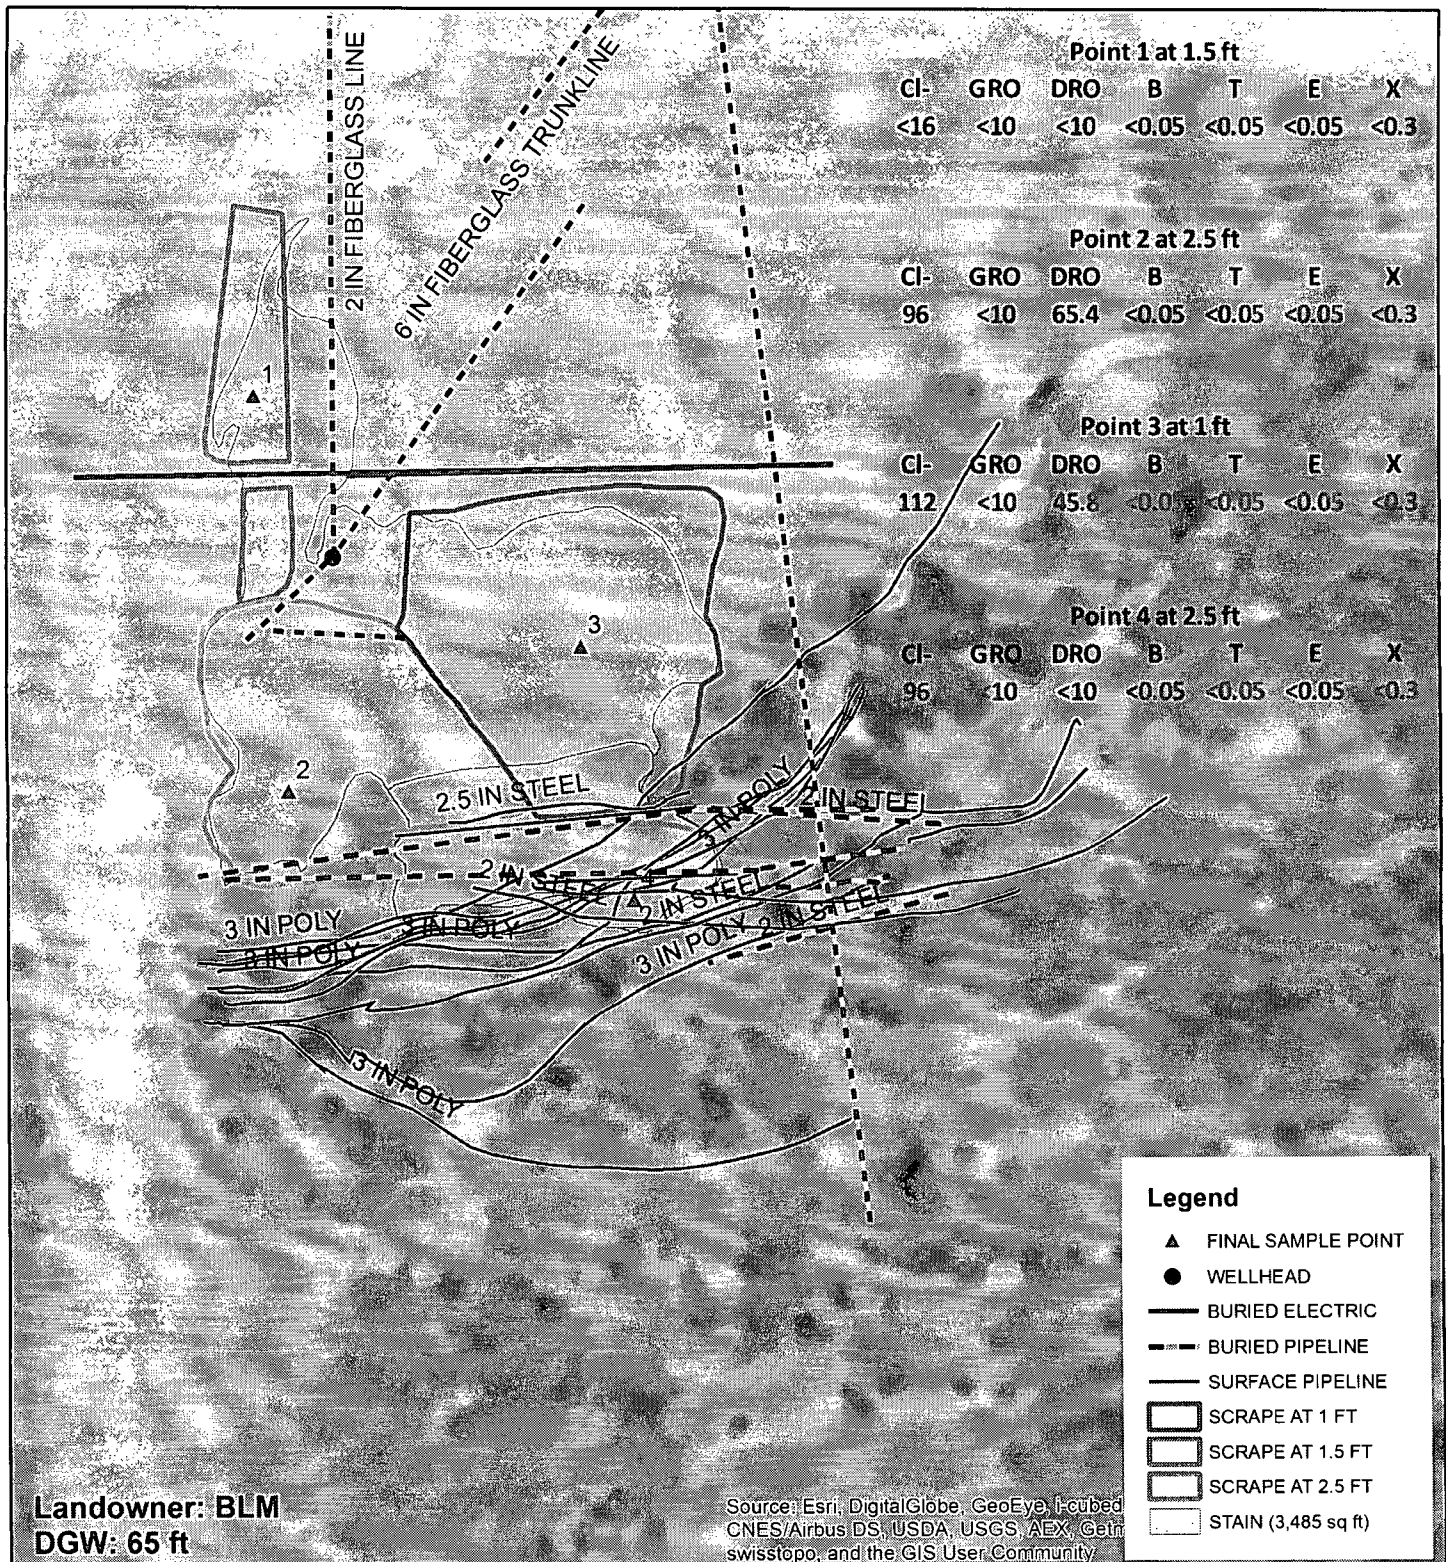 2 IN FIBERGLASS LINE
6 IN FIBERGLASS TRUNKLINE
Point 1 at 1.5 ft
Cl- GRO DRO B T E X
<16 <10 <10 <0.05 <0.05 <0.05 <0.3
Point 2 at 2.5 ft
Cl- GRO DRO B T E X
96 <10 65.4 <0.05 <0.05 <0.05 <0.3
Point 3 at 1 ft
Cl- GRO DRO B T E X
112 <10 45.8 <0.05 <0.05 <0.05 <0.3
Point 4 at 2.5 ft
Cl- GRO DRO B T E X
96 <10 <10 <0.05 <0.05 <0.05 <0.3
1
3
2
2.5 IN STEEL
3 IN POLY
2 IN STEEL
2 IN STEEL
4
2 IN STEEL
2 IN STEEL
3 IN POLY
3 IN POLY
3 IN POLY
3 IN POLY
3 IN POLY
Legend
FINAL SAMPLE POINT
WELLHEAD
BURIED ELECTRIC
BURIED PIPELINE
SURFACE PIPELINE
SCRAPE AT 1 FT
SCRAPE AT 1.5 FT
SCRAPE AT 2.5 FT
STAIN (3,485 sq ft)
Landowner: BLM
DGW: 65 ft
Source: Esri, DigitalGlobe, GeoEye, i-cubed
CNES/Airbus DS, USDA, USGS, AEX, Getm
swisstopo, and the GIS User Community